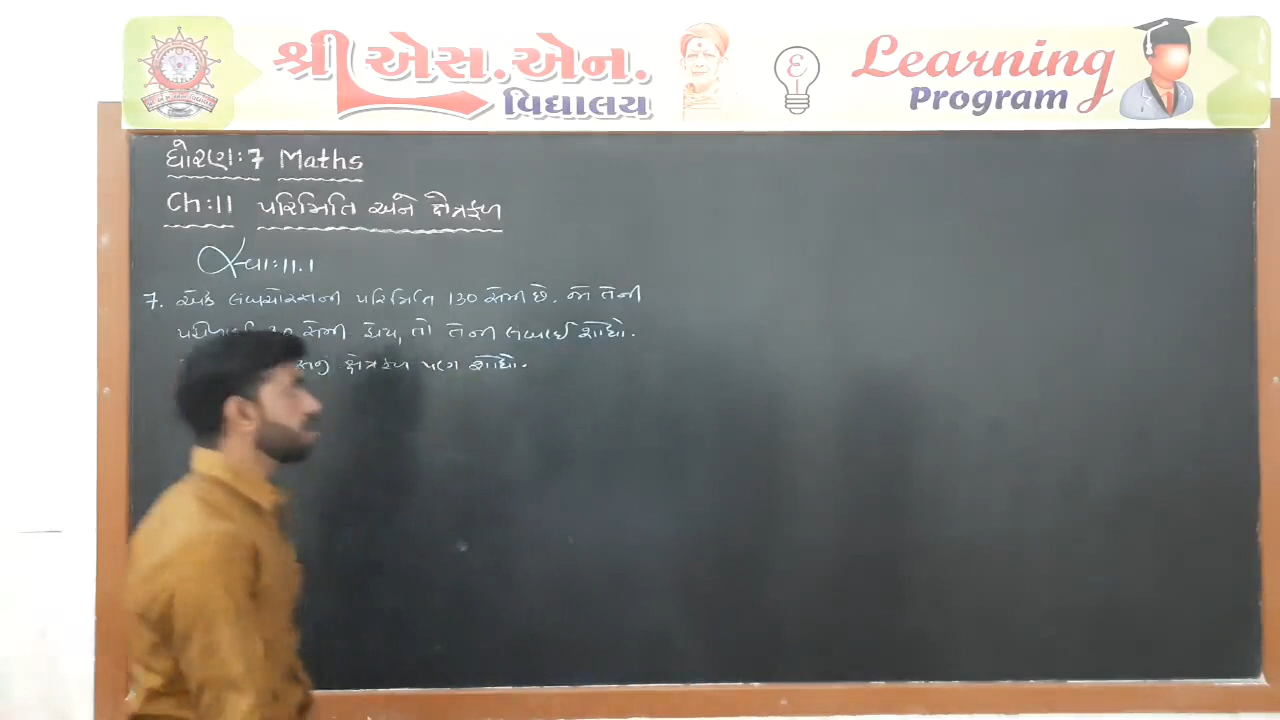 શ્રી એસ.એન.
વિદ્યાલય
Learning
Program
ધોરણ:7 Maths
Ch:11 પરિમિતિ અને ક્ષેત્રફળ
સ્વા:11.1
7. એક લંબચોરસની પરિમિતિ 130 સેમી છે. જો તેની
સેમી હોય, તો તેની લંબાઈ શોધો.
ક્ષેત્રફળ પણ શોધો.